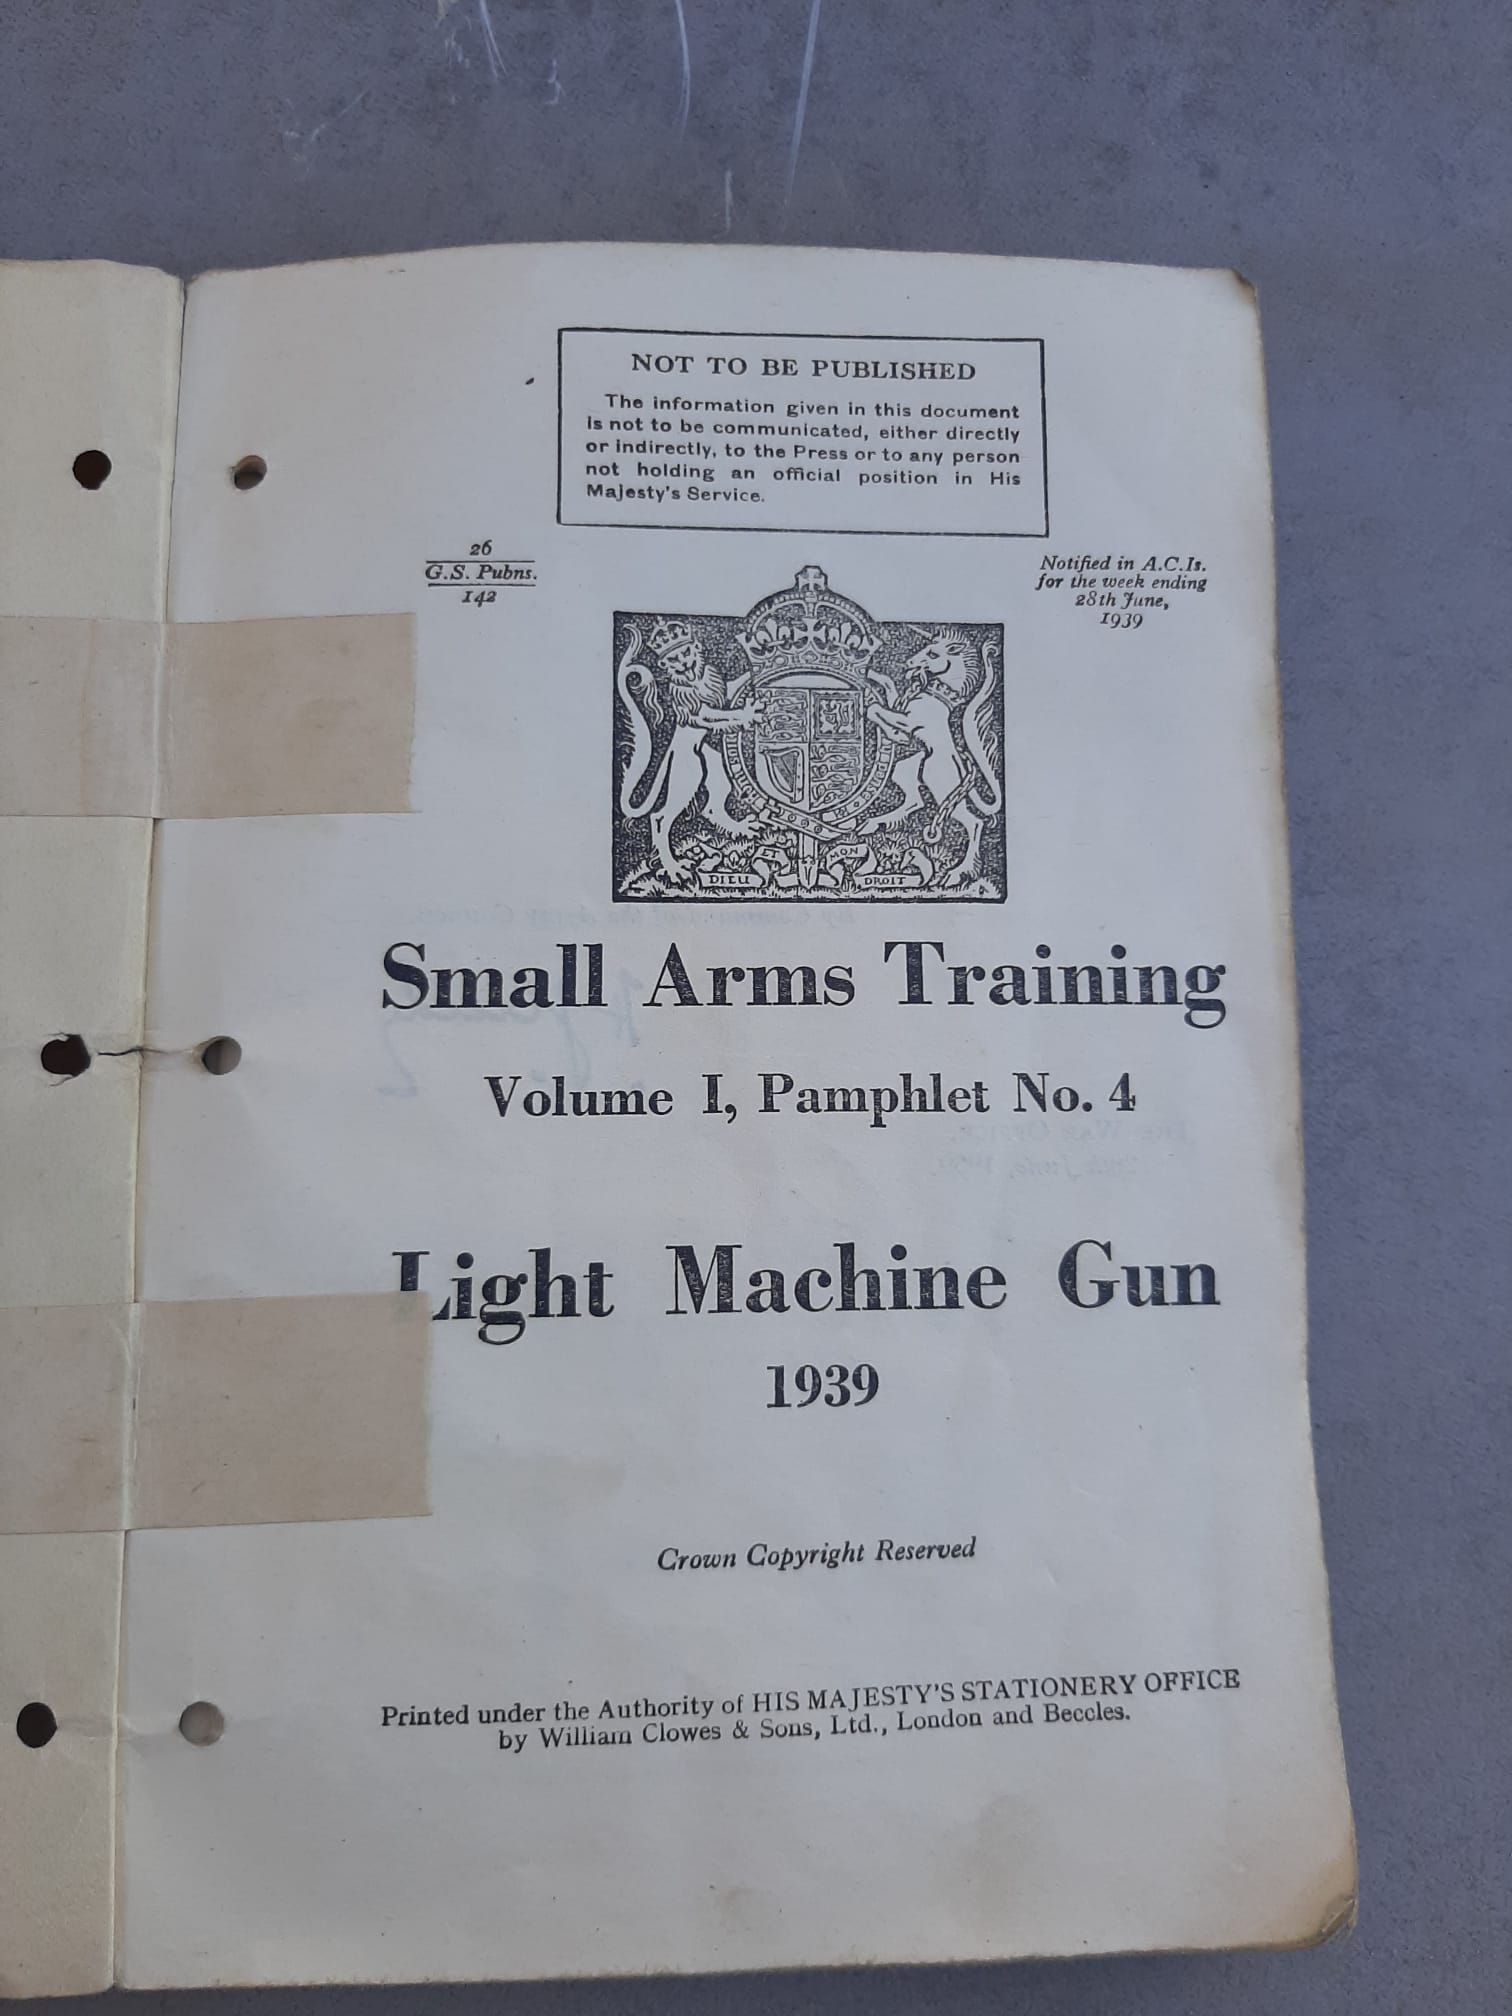 NOT TO BE PUBLISHED
The information given in this document
is not to be communicated, either directly
or indirectly, to the Press or to any person
not holding an official position in His
Majesty's Service.
26
G.S. Pubns.
142
Notified in A.C.Is.
for the week ending
28th June,
1939
DIEU ET MON DROIT
Small Arms Training
Volume I, Pamphlet No. 4
Light Machine Gun
1939
Crown Copyright Reserved
Printed under the Authority of HIS MAJESTY'S STATIONERY OFFICE
by William Clowes & Sons, Ltd., London and Beccles.